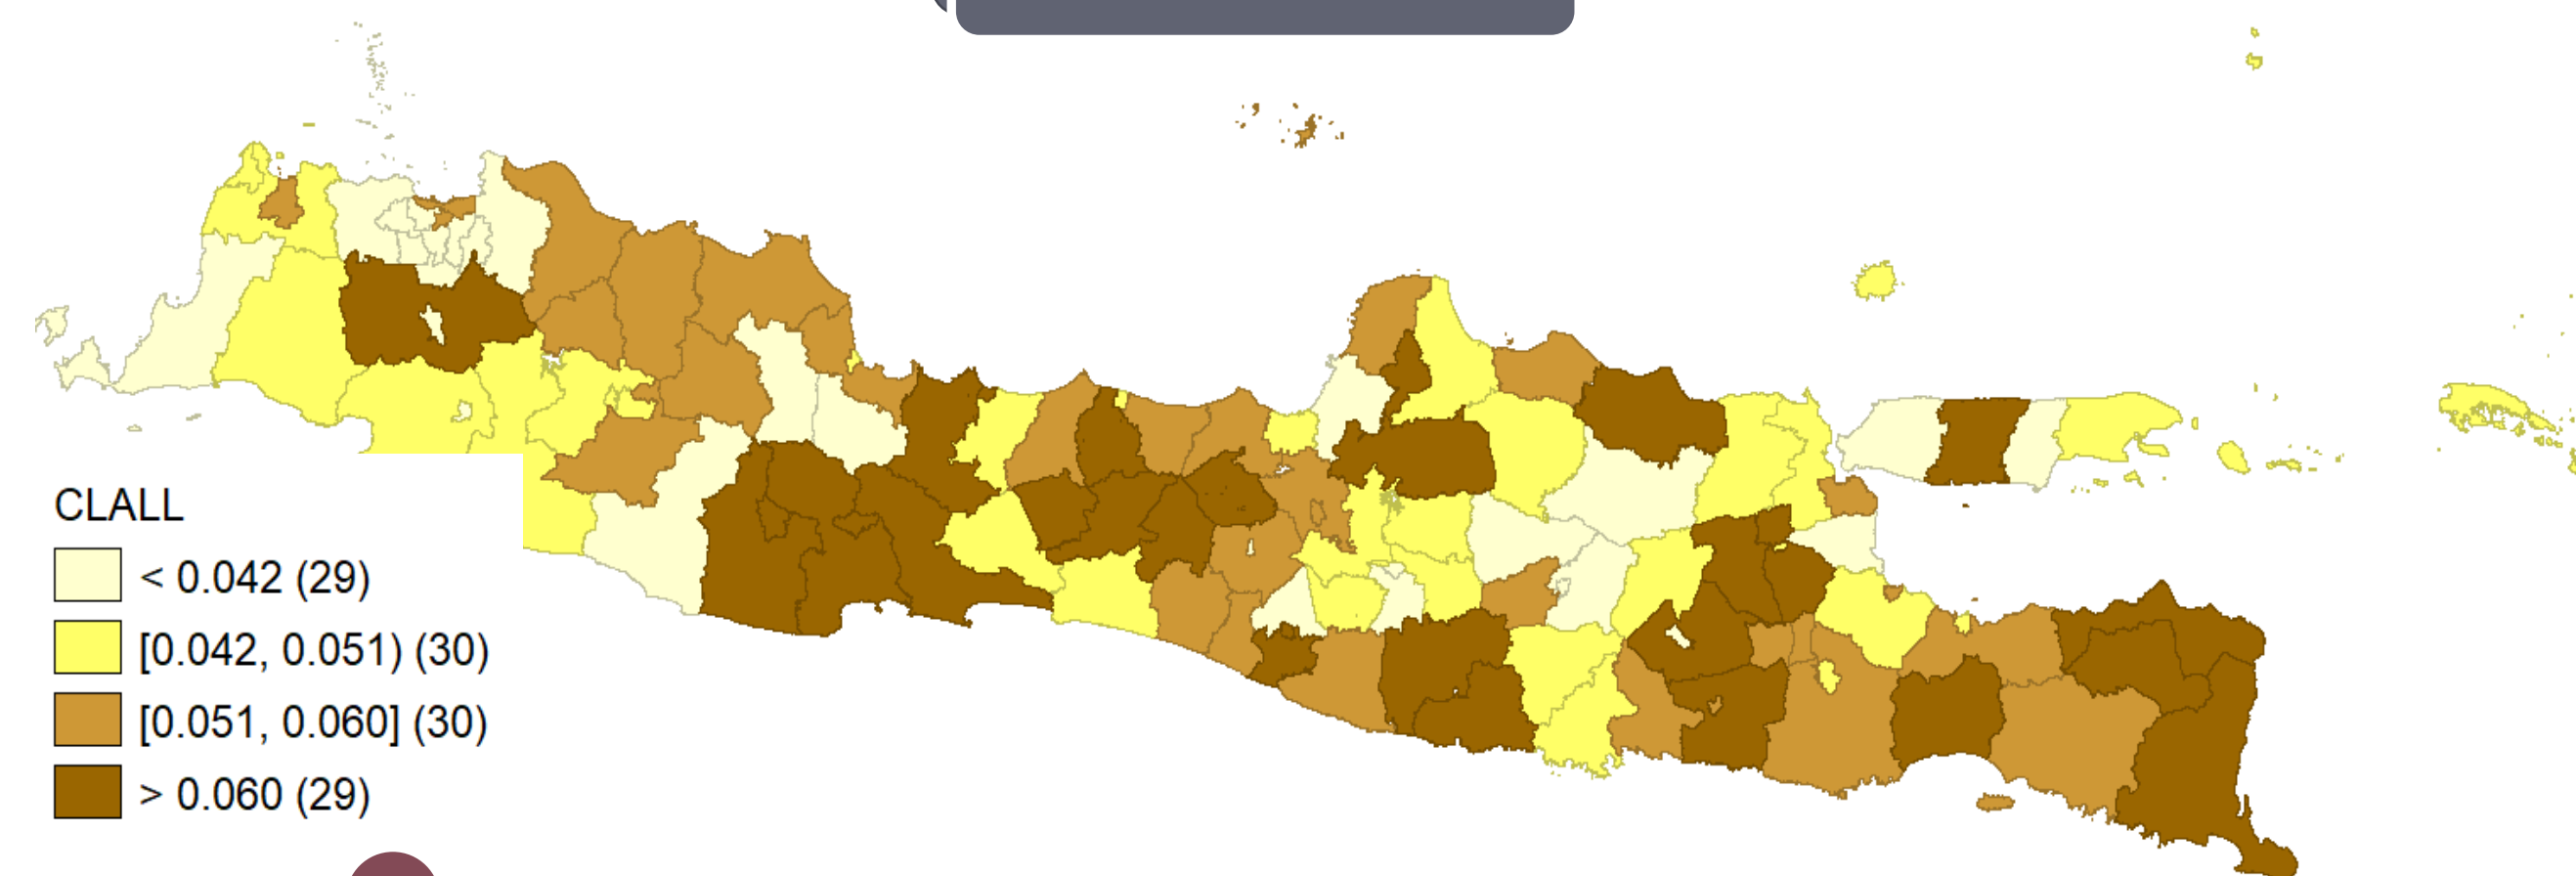 CLALL
< 0.042 (29)
[0.042, 0.051) (30)
[0.051, 0.060] (30)
> 0.060 (29)